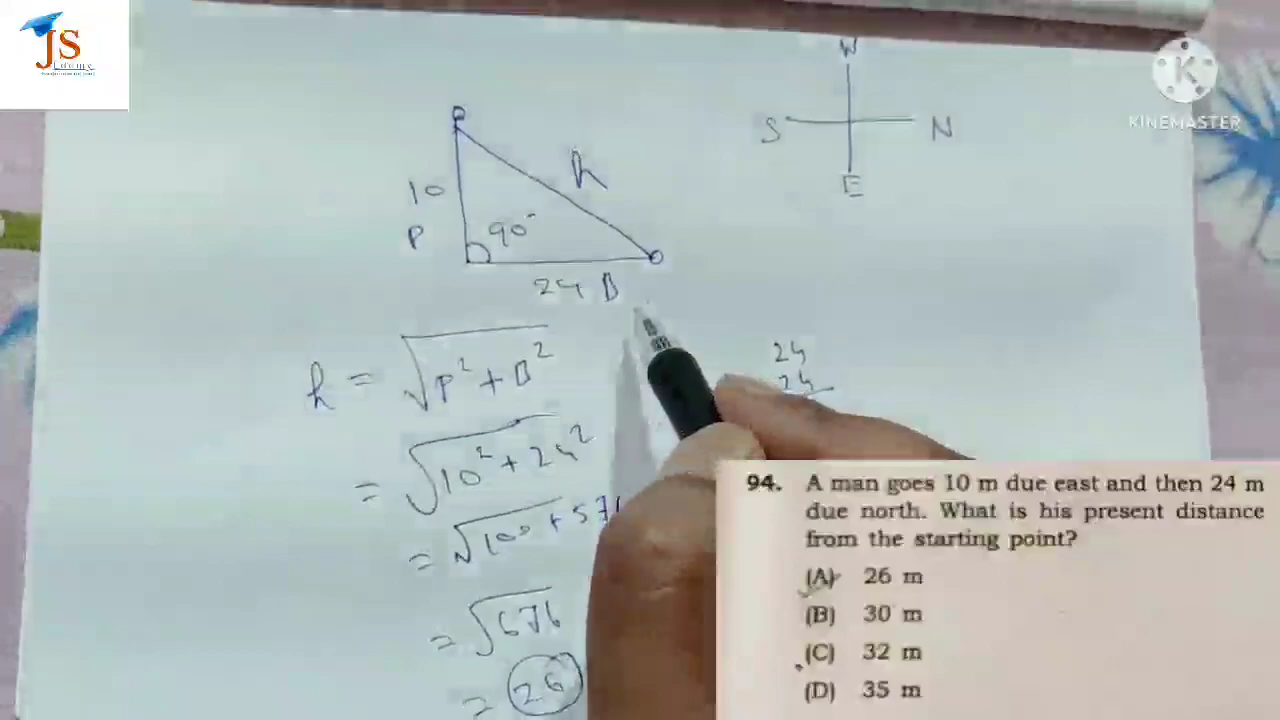 JS
Edamy
KINEMASTER
W
S N
E
P
10
P
90°
h
24 B
h = √P² + B²
= √10² + 24²
= √100 + 576
= √676
= 26
24
24
94. A man goes 10 m due east and then 24 m
due north. What is his present distance
from the starting point?
(A) 26 m
(B) 30 m
(C) 32 m
(D) 35 m